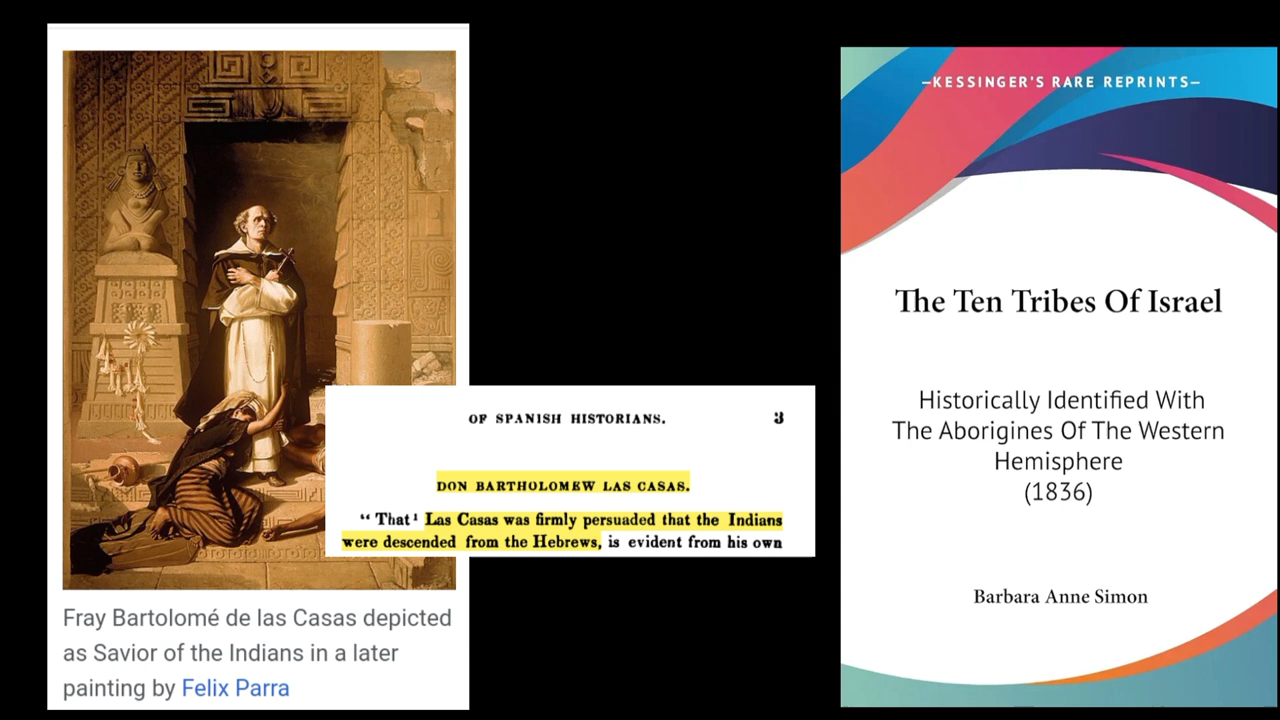 Fray Bartolomé de las Casas depicted
as Savior of the Indians in a later
painting by Felix Parra
OF SPANISH HISTORIANS. 3
DON BARTHOLOMEW LAS CASAS.
“ That¹ Las Casas was firmly persuaded that the Indians
were descended from the Hebrews, is evident from his own
—KESSINGER'S RARE REPRINTS—
The Ten Tribes Of Israel
Historically Identified With
The Aborigines Of The Western
Hemisphere
(1836)
Barbara Anne Simon